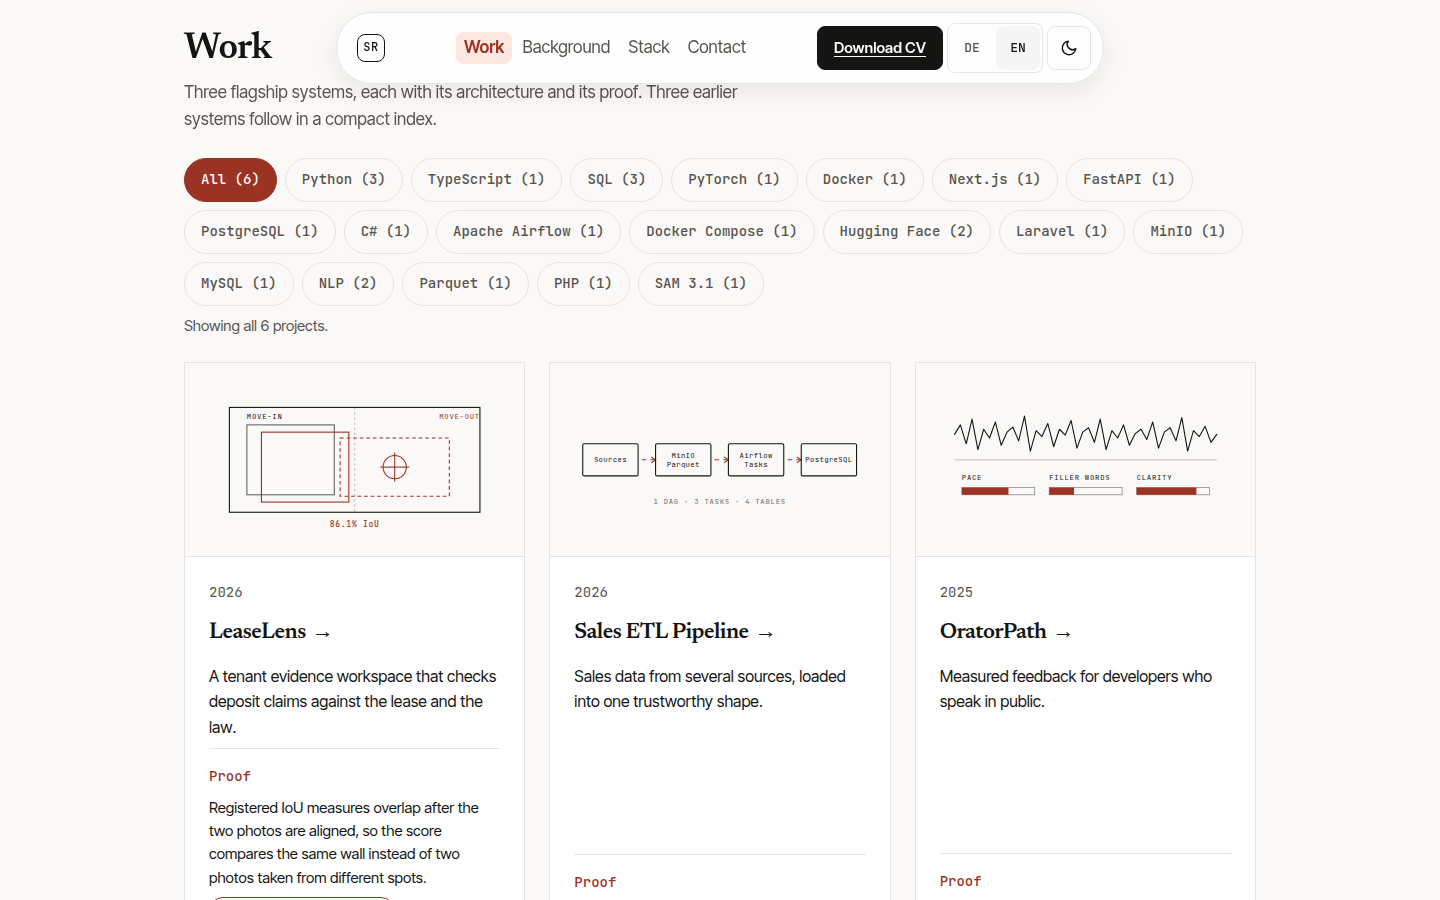 Work
SR
Work Background Stack Contact
Download CV
DE EN
Three flagship systems, each with its architecture and its proof. Three earlier
systems follow in a compact index.
All (6) Python (3) TypeScript (1) SQL (3) PyTorch (1) Docker (1) Next.js (1) FastAPI (1)
PostgreSQL (1) C# (1) Apache Airflow (1) Docker Compose (1) Hugging Face (2) Laravel (1) MinIO (1)
MySQL (1) NLP (2) Parquet (1) PHP (1) SAM 3.1 (1)
Showing all 6 projects.
MOVE-IN MOVE-OUT
86.1% IoU
2026
LeaseLens →
A tenant evidence workspace that checks
deposit claims against the lease and the
law.
Proof
Registered IoU measures overlap after the
two photos are aligned, so the score
compares the same wall instead of two
photos taken from different spots.
Sources
MinIO
Parquet
Airflow
Tasks
PostgreSQL
1 DAG · 3 TASKS · 4 TABLES
2026
Sales ETL Pipeline →
Sales data from several sources, loaded
into one trustworthy shape.
Proof
PACE FILLER WORDS CLARITY
2025
OratorPath →
Measured feedback for developers who
speak in public.
Proof